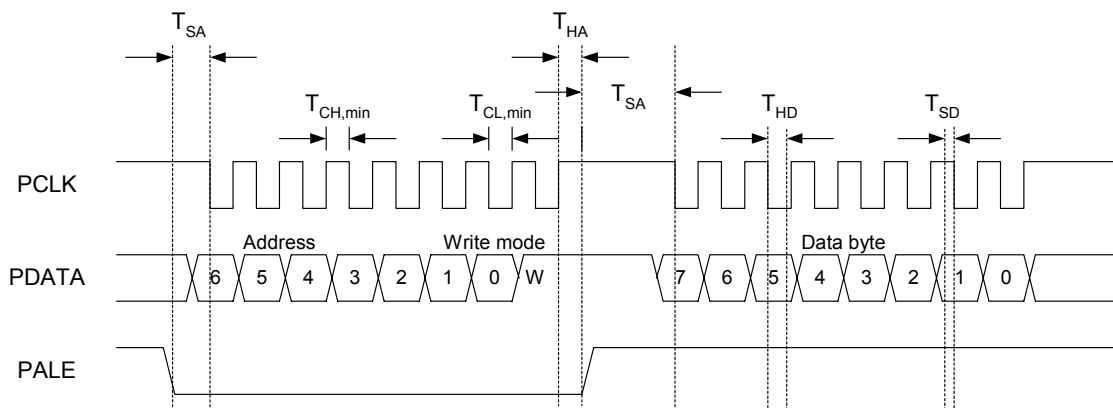 T_SA T_HA
T_SA
T_CH,min T_CL,min T_HD T_SD
PCLK
Address Write mode Data byte
PDATA 6 5 4 3 2 1 0 W 7 6 5 4 3 2 1 0
PALE